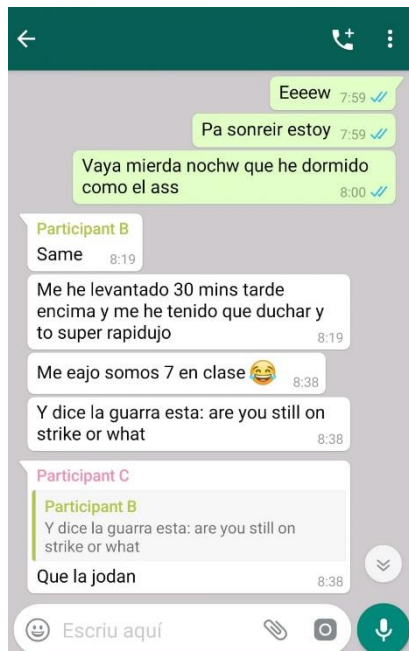 Eeeew 7:59
Pa sonreir estoy 7:59
Vaya mierda nochw que he dormido
como el ass 8:00
Participant B
Same 8:19
Me he levantado 30 mins tarde
encima y me he tenido que duchar y
to super rapidujo 8:19
Me eajo somos 7 en clase 😂 8:38
Y dice la guarra esta: are you still on
strike or what 8:38
Participant C
Participant B
Y dice la guarra esta: are you still on
strike or what
Que la jodan 8:38
Escriu aquí